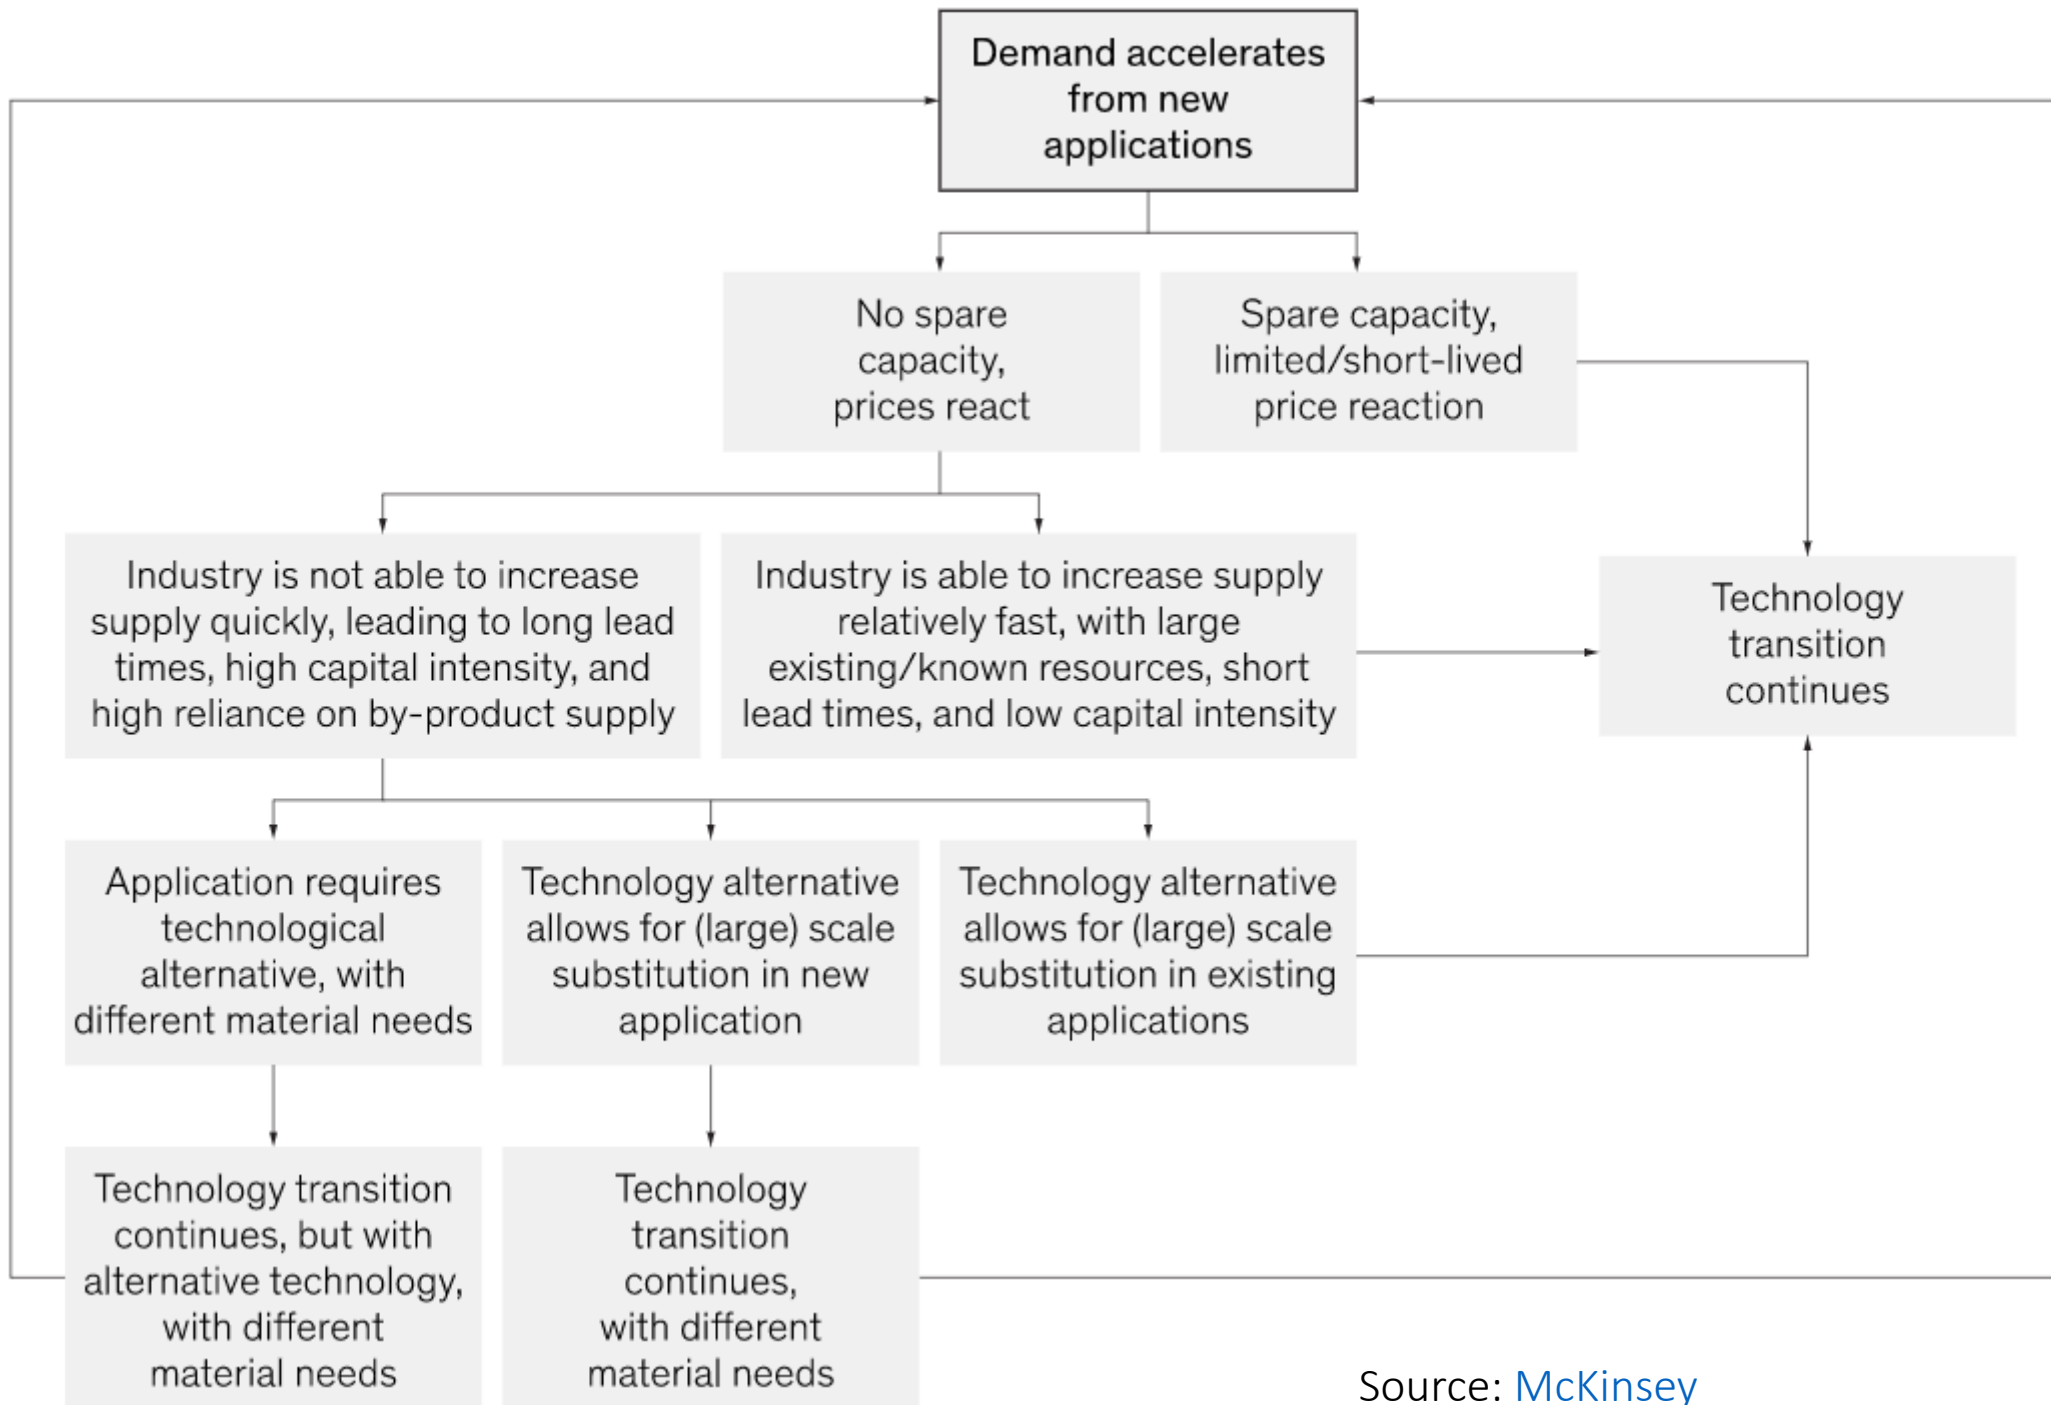 Demand accelerates
from new
applications
No spare
capacity,
prices react
Spare capacity,
limited/short-lived
price reaction
Industry is not able to increase
supply quickly, leading to long lead
times, high capital intensity, and
high reliance on by-product supply
Industry is able to increase supply
relatively fast, with large
existing/known resources, short
lead times, and low capital intensity
Technology
transition
continues
Application requires
technological
alternative, with
different material needs
Technology alternative
allows for (large) scale
substitution in new
application
Technology alternative
allows for (large) scale
substitution in existing
applications
Technology transition
continues, but with
alternative technology,
with different
material needs
Technology
transition
continues,
with different
material needs
Source: McKinsey